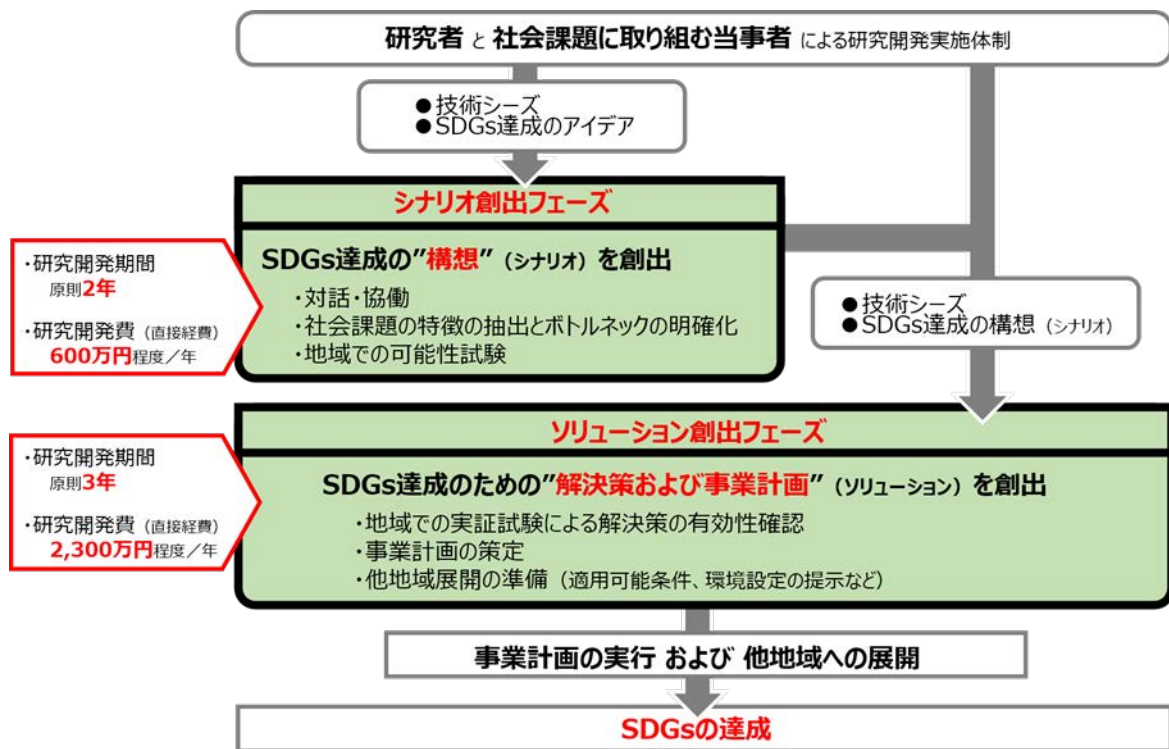 研究者 と 社会課題に取り組む当事者 による研究開発実施体制
●技術シーズ
●SDGs達成のアイデア
シナリオ創出フェーズ
SDGs達成の”構想”（シナリオ）を創出
・対話・協働
・社会課題の特徴の抽出とボトルネックの明確化
・地域での可能性試験
・研究開発期間
原則2年
・研究開発費（直接経費）
600万円程度／年
●技術シーズ
●SDGs達成の構想（シナリオ）
ソリューション創出フェーズ
SDGs達成のための”解決策および事業計画”（ソリューション）を創出
・地域での実証試験による解決策の有効性確認
・事業計画の策定
・他地域展開の準備（適用可能条件、環境設定の提示など）
・研究開発期間
原則3年
・研究開発費（直接経費）
2,300万円程度／年
事業計画の実行 および 他地域への展開
SDGsの達成